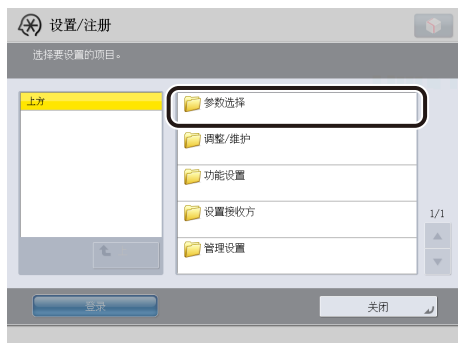 设置/注册
选择要设置的项目。
上方
参数选择
调整/维护
功能设置
设置接收方
管理设置
1/1
登录
关闭